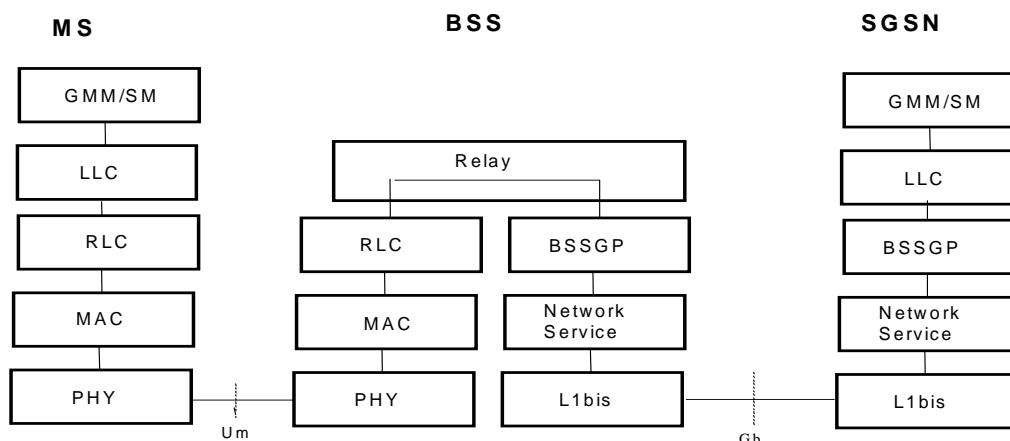 MS
BSS
SGSN
GMM/SM
LLC
RLC
MAC
PHY
Um
Relay
RLC
MAC
PHY
BSSGP
Network
Service
L1bis
Gb
GMM/SM
LLC
BSSGP
Network
Service
L1bis